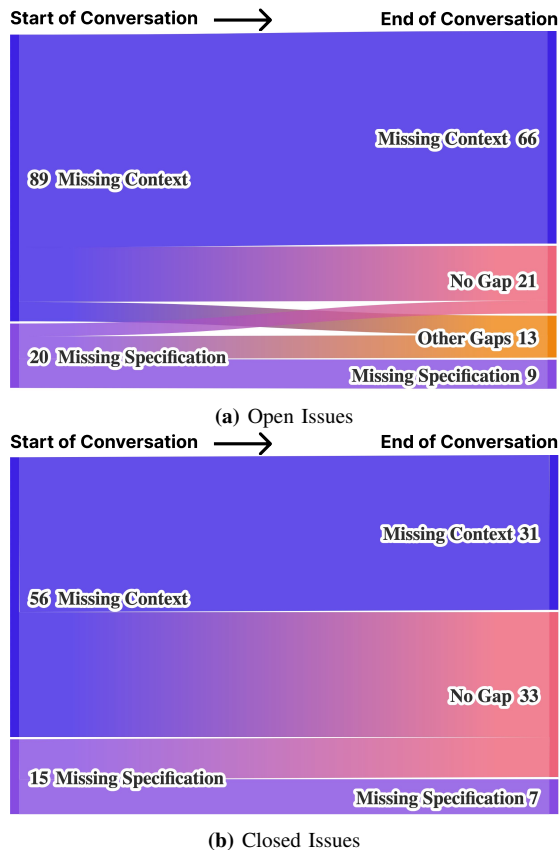 Start of Conversation → End of Conversation
Missing Context 66
89 Missing Context
No Gap 21
Other Gaps 13
20 Missing Specification
Missing Specification 9
(a) Open Issues
Start of Conversation → End of Conversation
Missing Context 31
56 Missing Context
No Gap 33
15 Missing Specification
Missing Specification 7
(b) Closed Issues